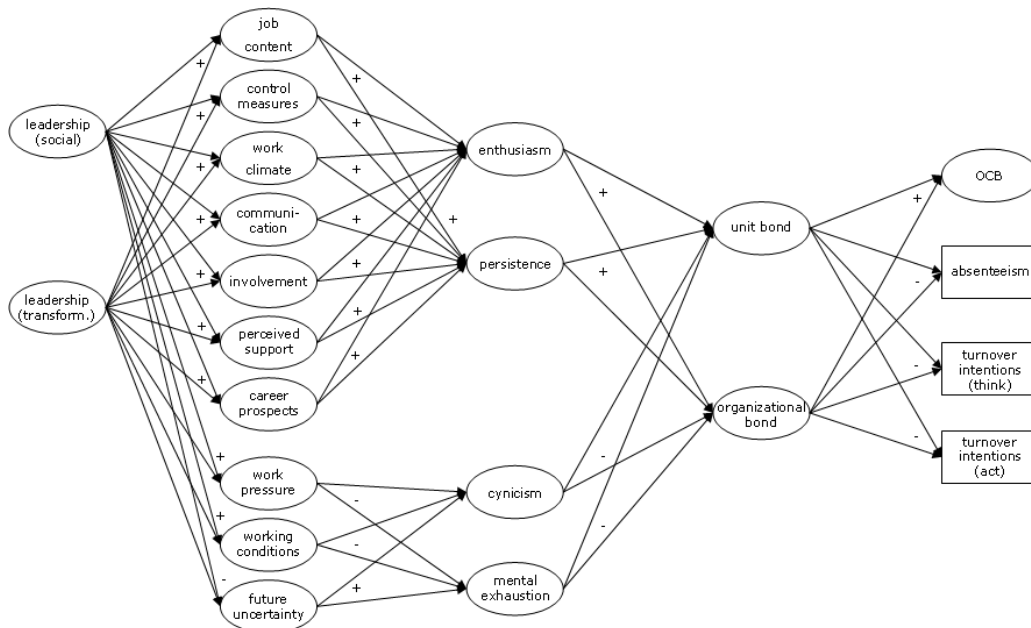 job
content
control
measures
work
climate
communi-
cation
involvement
perceived
support
career
prospects
work
pressure
working
conditions
future
uncertainty
leadership
(social)
leadership
(transform.)
enthusiasm
persistence
cynicism
mental
exhaustion
unit bond
organizational
bond
OCB
absenteeism
turnover
intentions
(think)
turnover
intentions
(act)
+
+
+
+
+
+
+
+
+
-
+
+
+
+
+
+
+
-
-
+
+
+
-
-
+
-
-
-